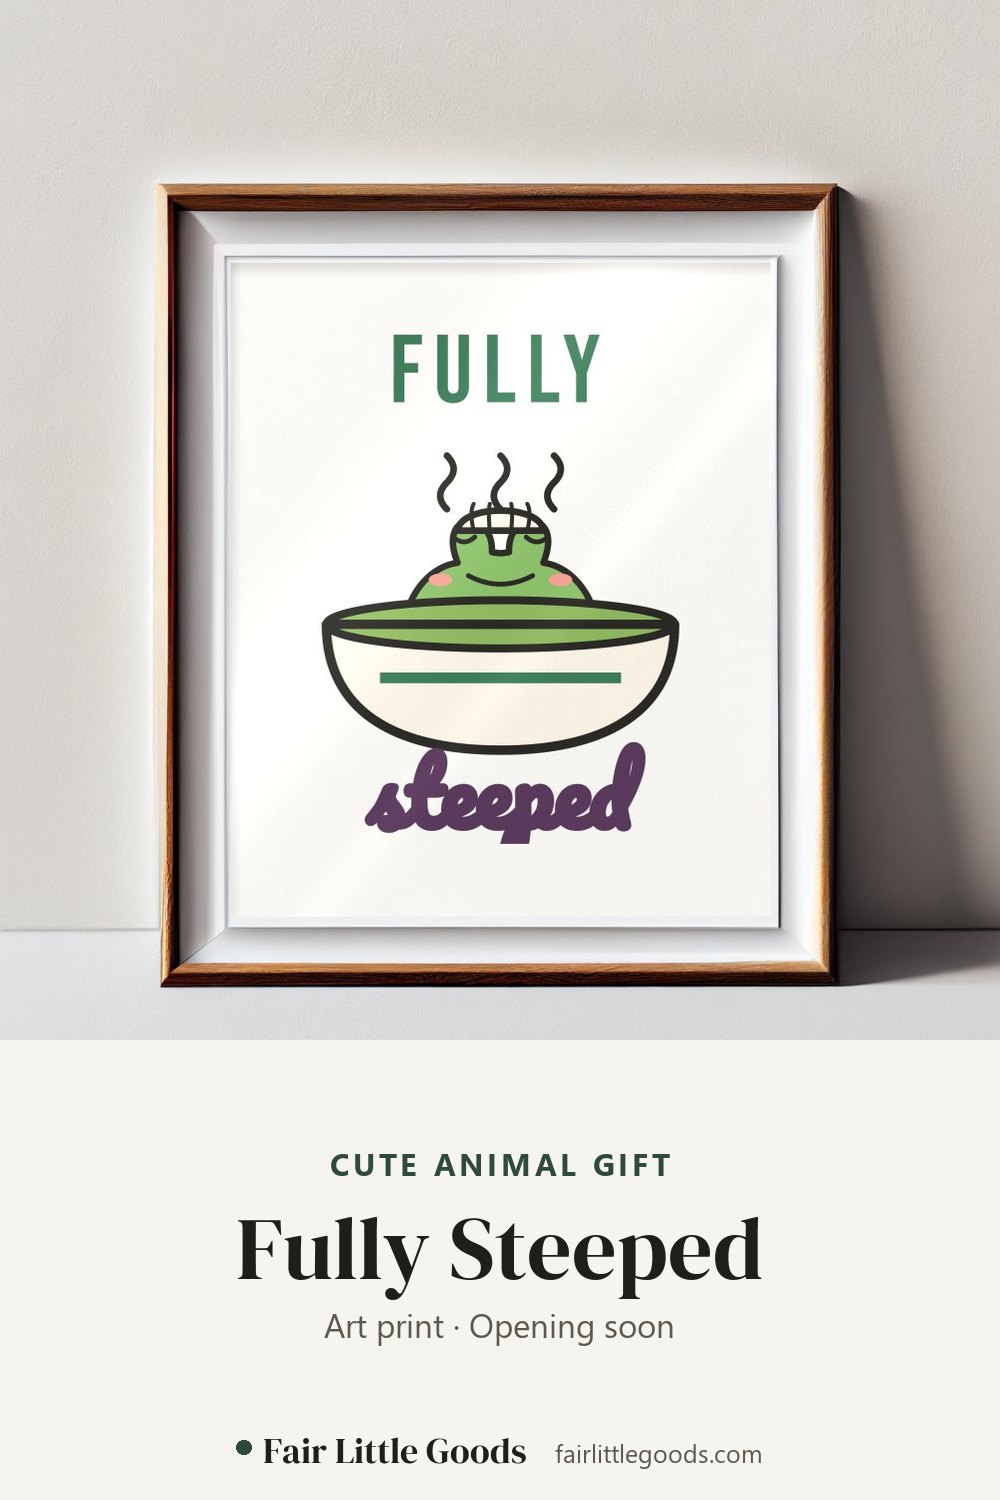 FULLY
steeped
CUTE ANIMAL GIFT
Fully Steeped
Art print · Opening soon
Fair Little Goods fairlittlegoods.com